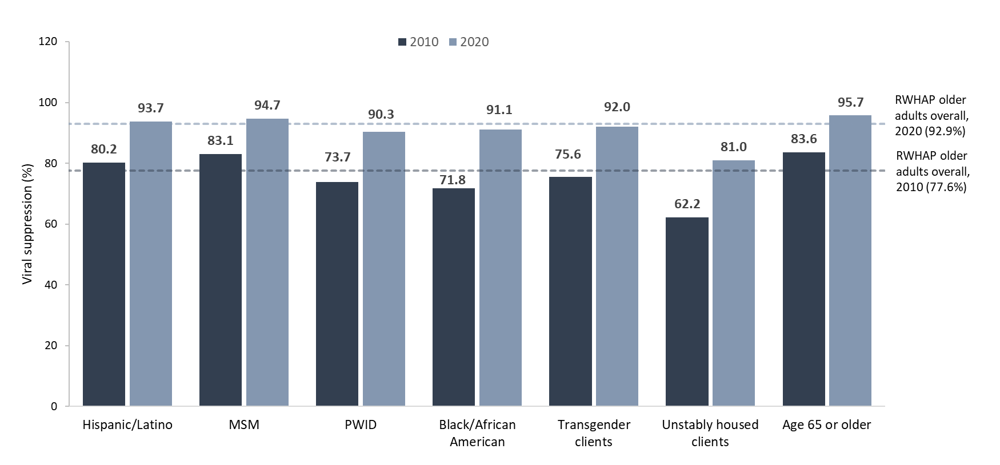 2010 2020
120
100
80
60
40
20
0
Viral suppression (%)
80.2 93.7
83.1 94.7
73.7 90.3
71.8 91.1
75.6 92.0
62.2 81.0
83.6 95.7
RWHAP older
adults overall,
2020 (92.9%)
RWHAP older
adults overall,
2010 (77.6%)
Hispanic/Latino
MSM
PWID
Black/African
American
Transgender
clients
Unstably housed
clients
Age 65 or older